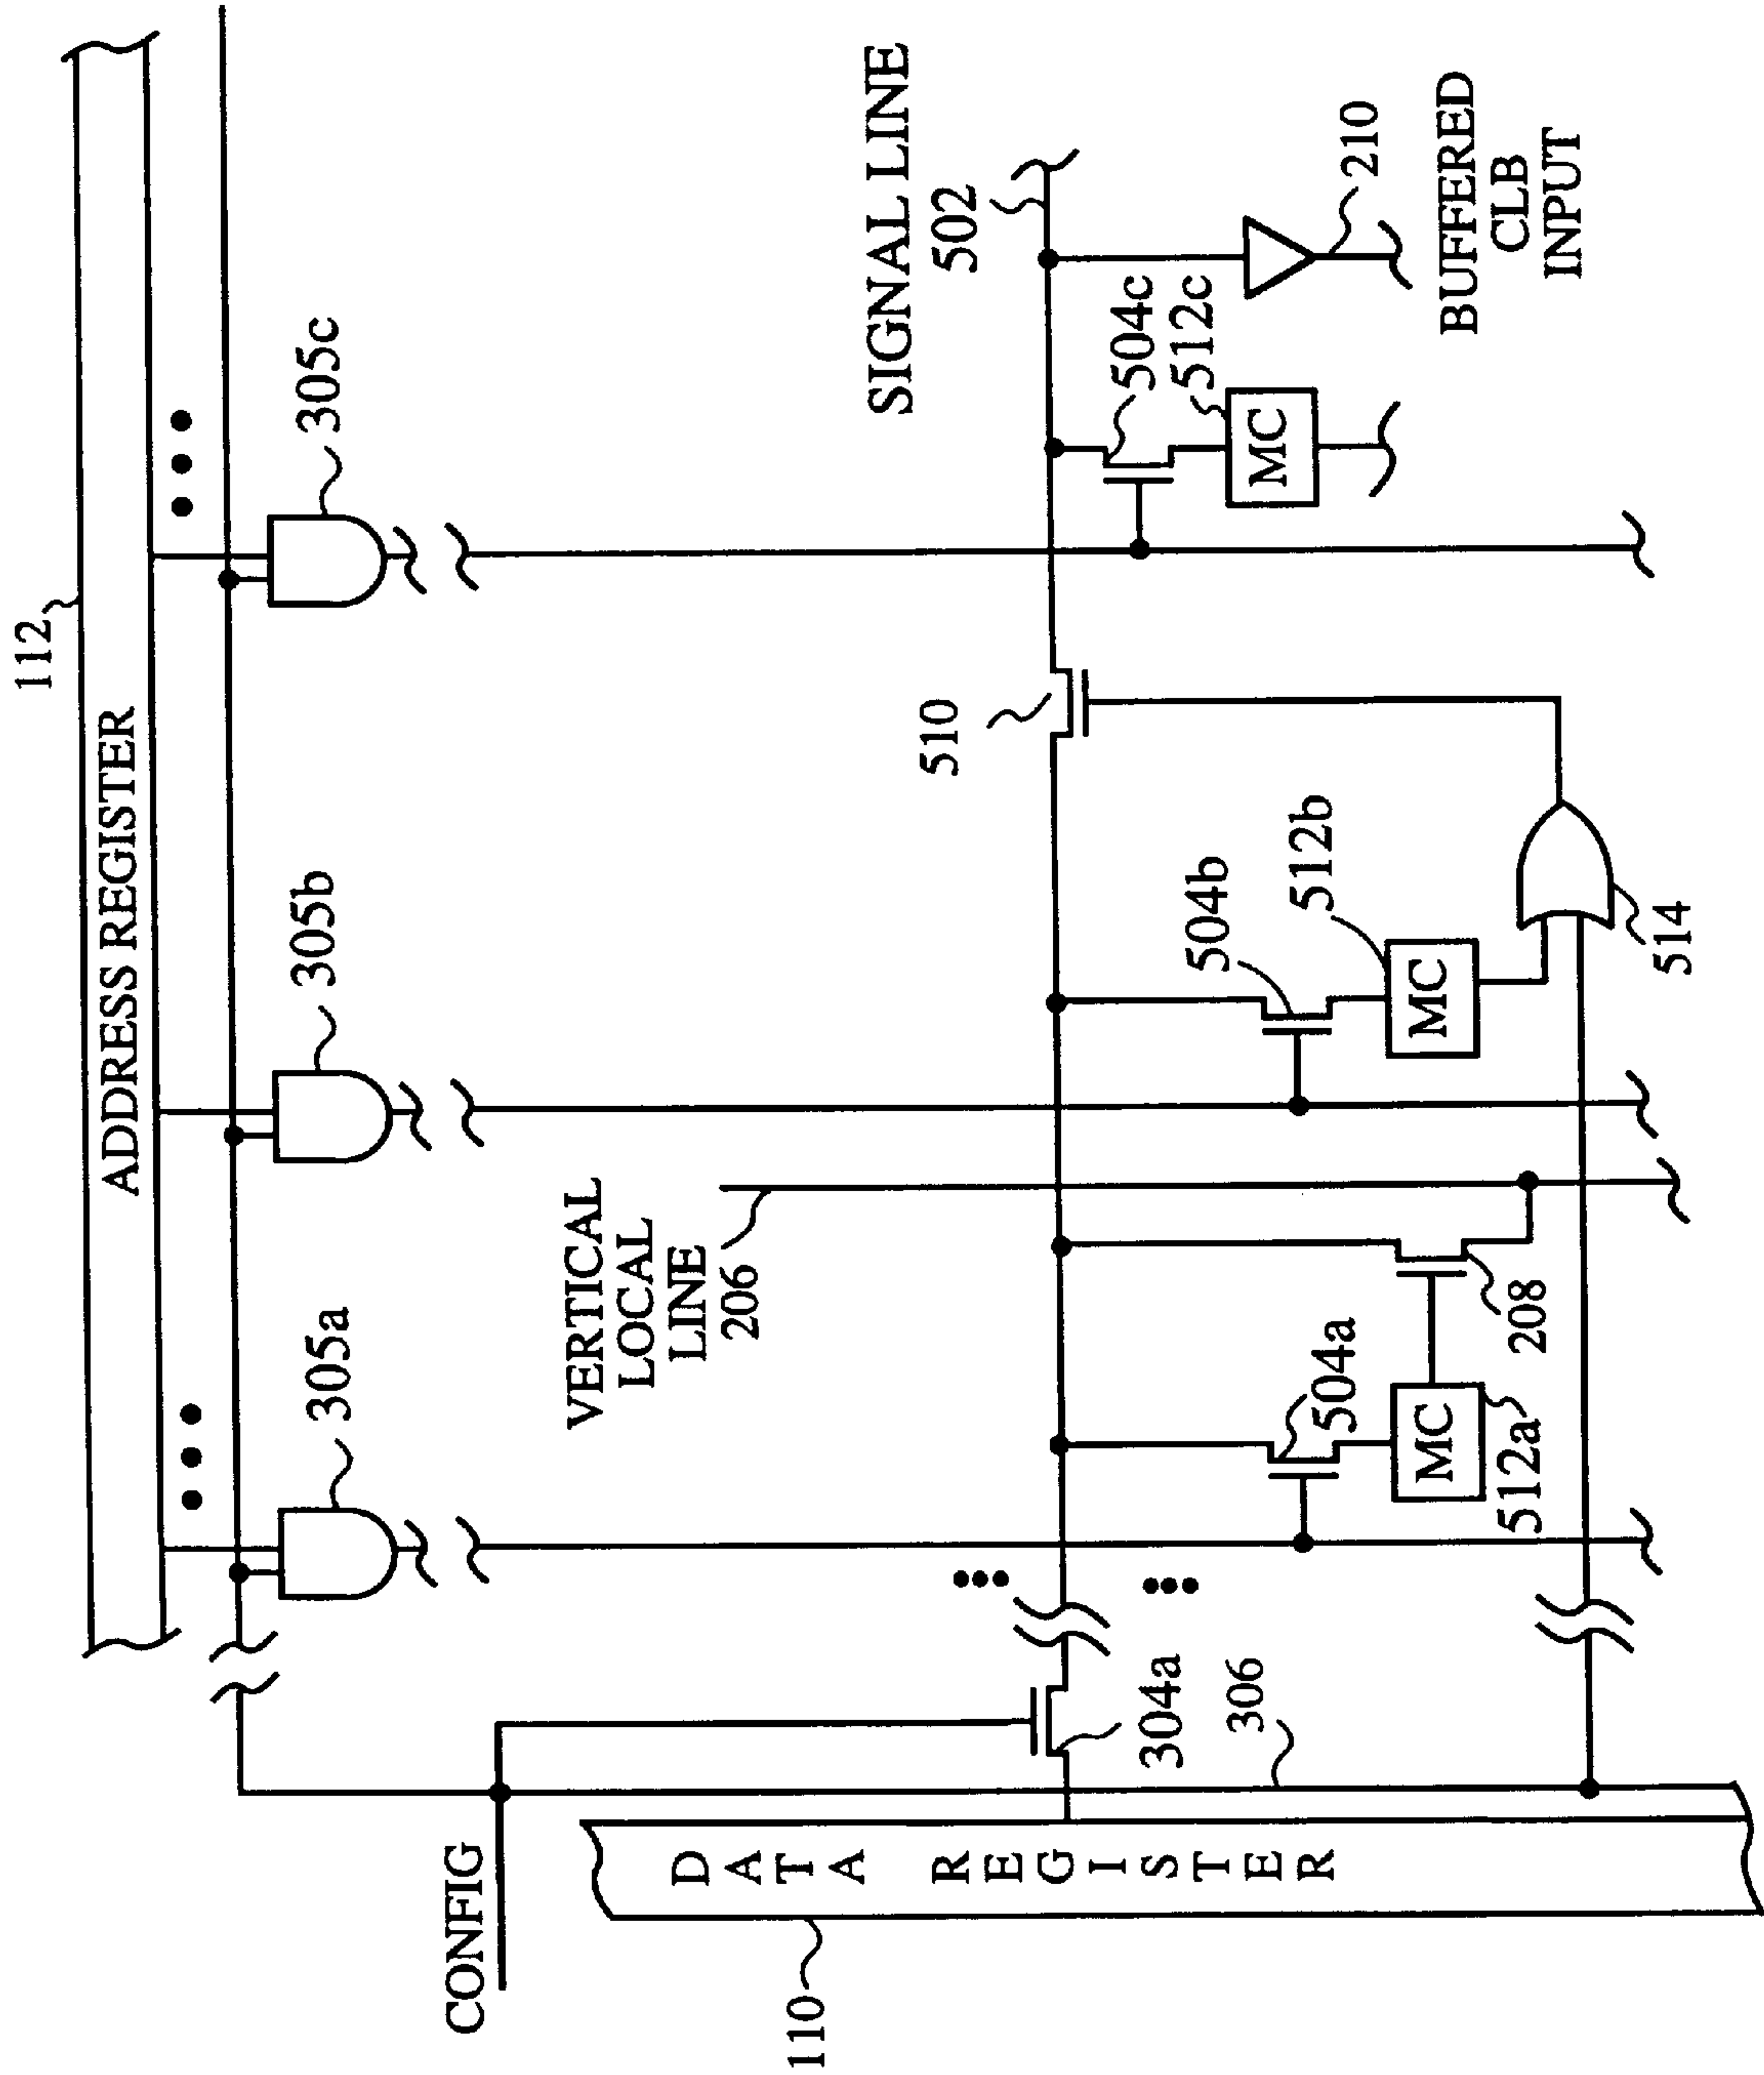 112
ADDRESS REGISTER
305a
305b
305c
CONFIG
VERTICAL
LOCAL
LINE
206
510
SIGNAL LINE
502
DATA REGISTER
110
304a
306
504a
MC
512a
208
504b
512b
MC
514
504c
512c
MC
210
BUFFERED
CLB
INPUT